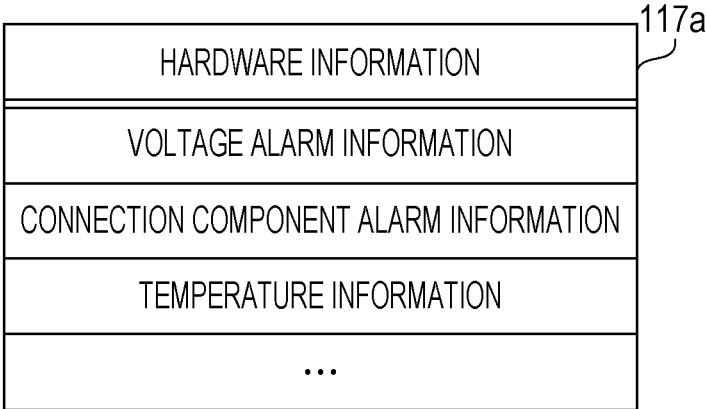 117a
HARDWARE INFORMATION
VOLTAGE ALARM INFORMATION
CONNECTION COMPONENT ALARM INFORMATION
TEMPERATURE INFORMATION
...